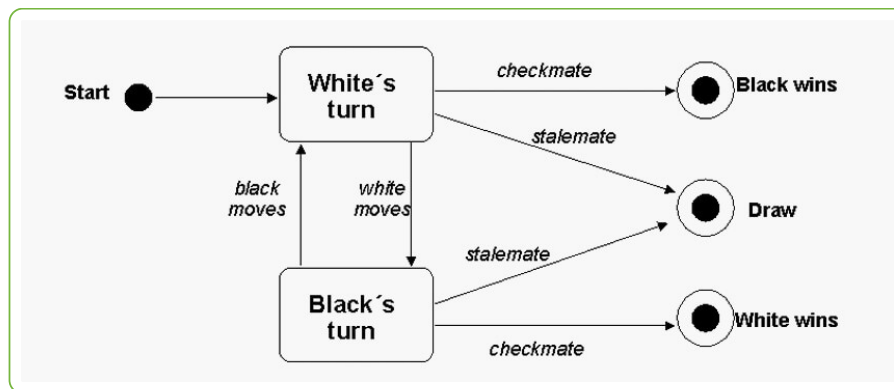 Start
White´s
turn
checkmate
Black wins
stalemate
black
moves
white
moves
Draw
stalemate
Black´s
turn
White wins
checkmate